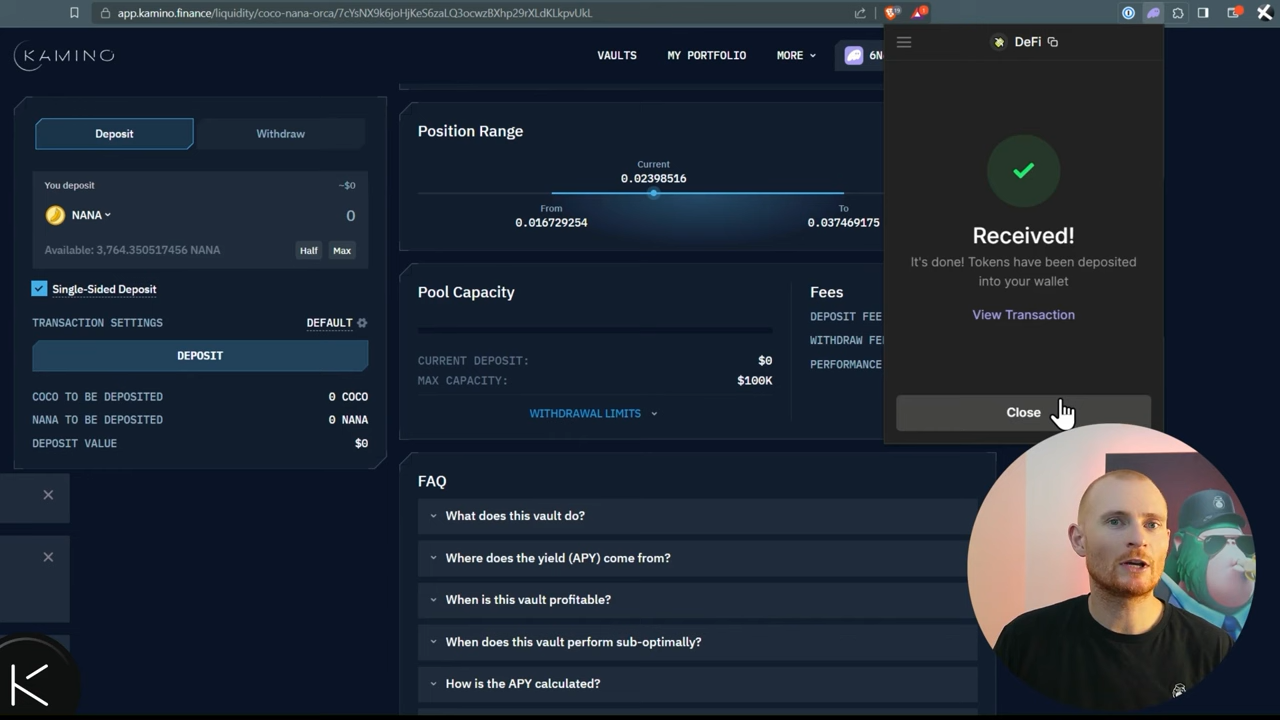 app.kamino.finance/liquidity/coco-nana-orca/7cYsNX9k6joHjKeS6zaLQ3ocwzBXhp29rXLdKLkpvUkL
KAMINO
VAULTS
MY PORTFOLIO
MORE
6N
DeFi
Deposit
Withdraw
You deposit
~$0
NANA
0
Available: 3,764.350517456 NANA
Half
Max
Single-Sided Deposit
TRANSACTION SETTINGS
DEFAULT
DEPOSIT
COCO TO BE DEPOSITED
0 COCO
NANA TO BE DEPOSITED
0 NANA
DEPOSIT VALUE
$0
Position Range
Current
0.02398516
From
0.016729254
To
0.037469175
Pool Capacity
CURRENT DEPOSIT:
$0
MAX CAPACITY:
$100K
WITHDRAWAL LIMITS
Fees
DEPOSIT FEE
WITHDRAW FE
PERFORMANCE
FAQ
What does this vault do?
Where does the yield (APY) come from?
When is this vault profitable?
When does this vault perform sub-optimally?
How is the APY calculated?
Received!
It's done! Tokens have been deposited
into your wallet
View Transaction
Close